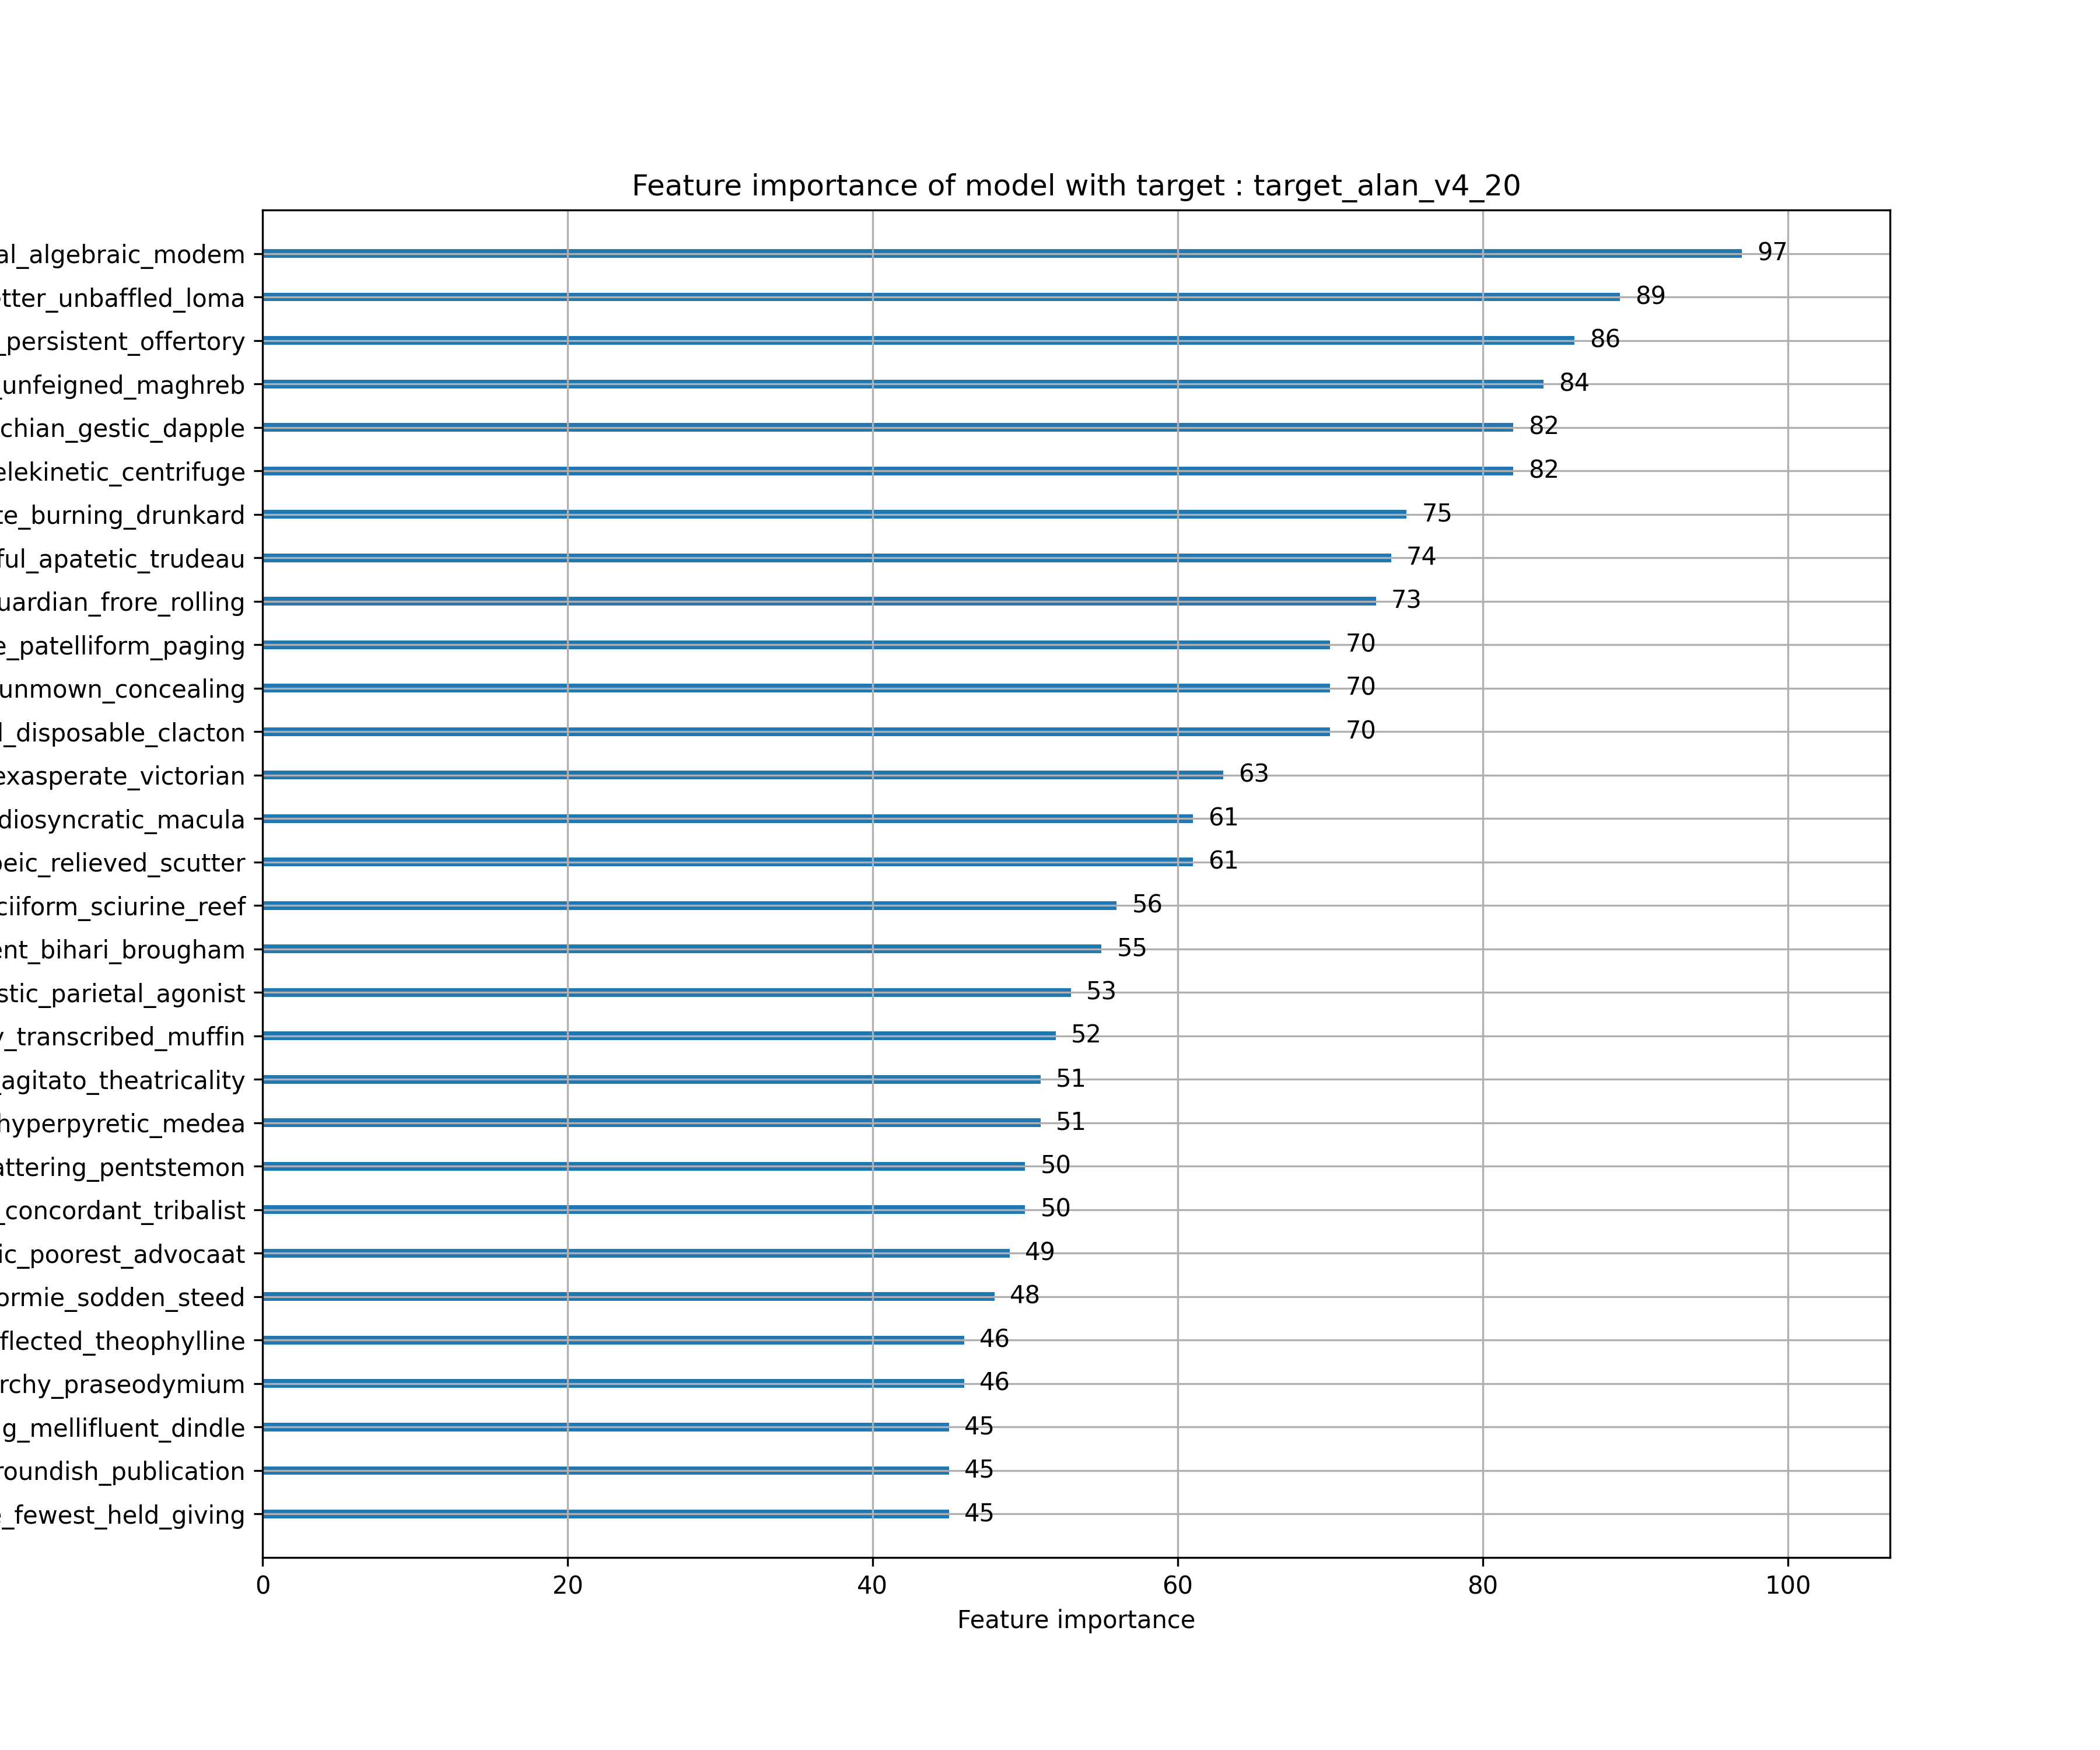 Feature importance of model with target : target_alan_v4_20
al_algebraic_modem 97
tter_unbaffled_loma 89
_persistent_offertory 86
_unfeigned_maghreb 84
chian_gestic_dapple 82
elekinetic_centrifuge 82
te_burning_drunkard 75
ful_apatetic_trudeau 74
uardian_frore_rolling 73
e_patelliform_paging 70
unmown_concealing 70
l_disposable_clacton 70
exasperate_victorian 63
diosyncratic_macula 61
peic_relieved_scutter 61
ciiform_sciurine_reef 56
ent_bihari_brougham 55
stic_parietal_agonist 53
y_transcribed_muffin 52
_agitato_theatricality 51
hyperpyretic_medea 51
attering_pentstemon 50
_concordant_tribalist 50
ic_poorest_advocaat 49
ormie_sodden_steed 48
flected_theophylline 46
rchy_praseodymium 46
g_mellifluent_dindle 45
roundish_publication 45
e_fewest_held_giving 45
0 20 40 60 80 100
Feature importance